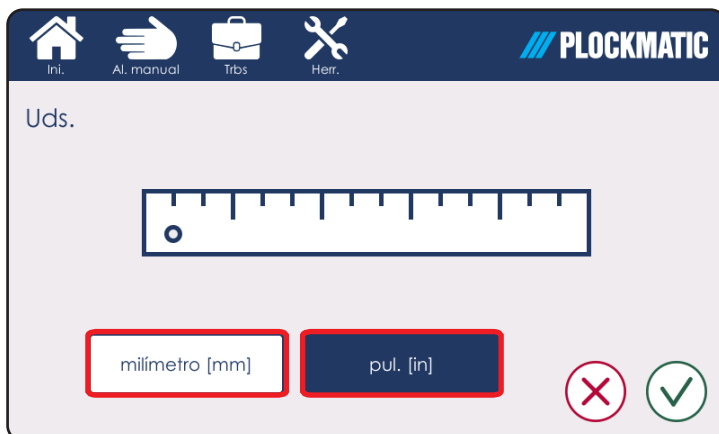 Ini.
Al. manual
Trbs
Herr.
PLOCKMATIC
Uds.
milímetro [mm]
pul. [in]